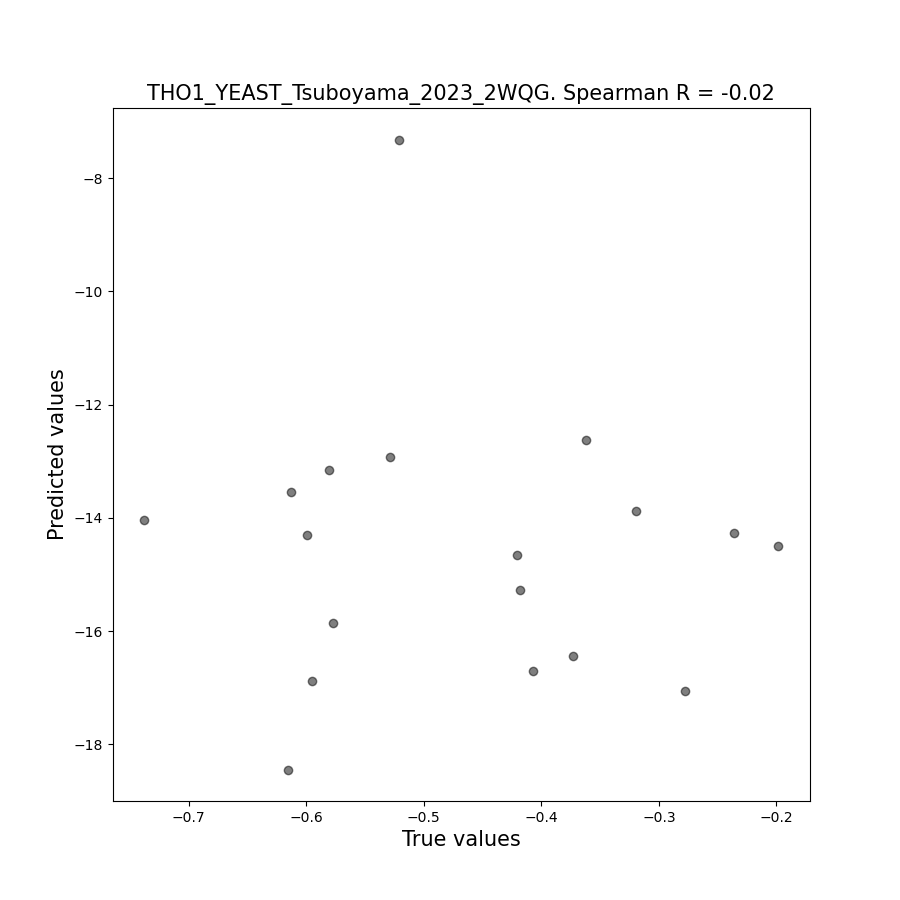 THO1_YEAST_Tsuboyama_2023_2WQG. Spearman R = -0.02
Predicted values
−8
−10
−12
−14
−16
−18
−0.7 −0.6 −0.5 −0.4 −0.3 −0.2
True values